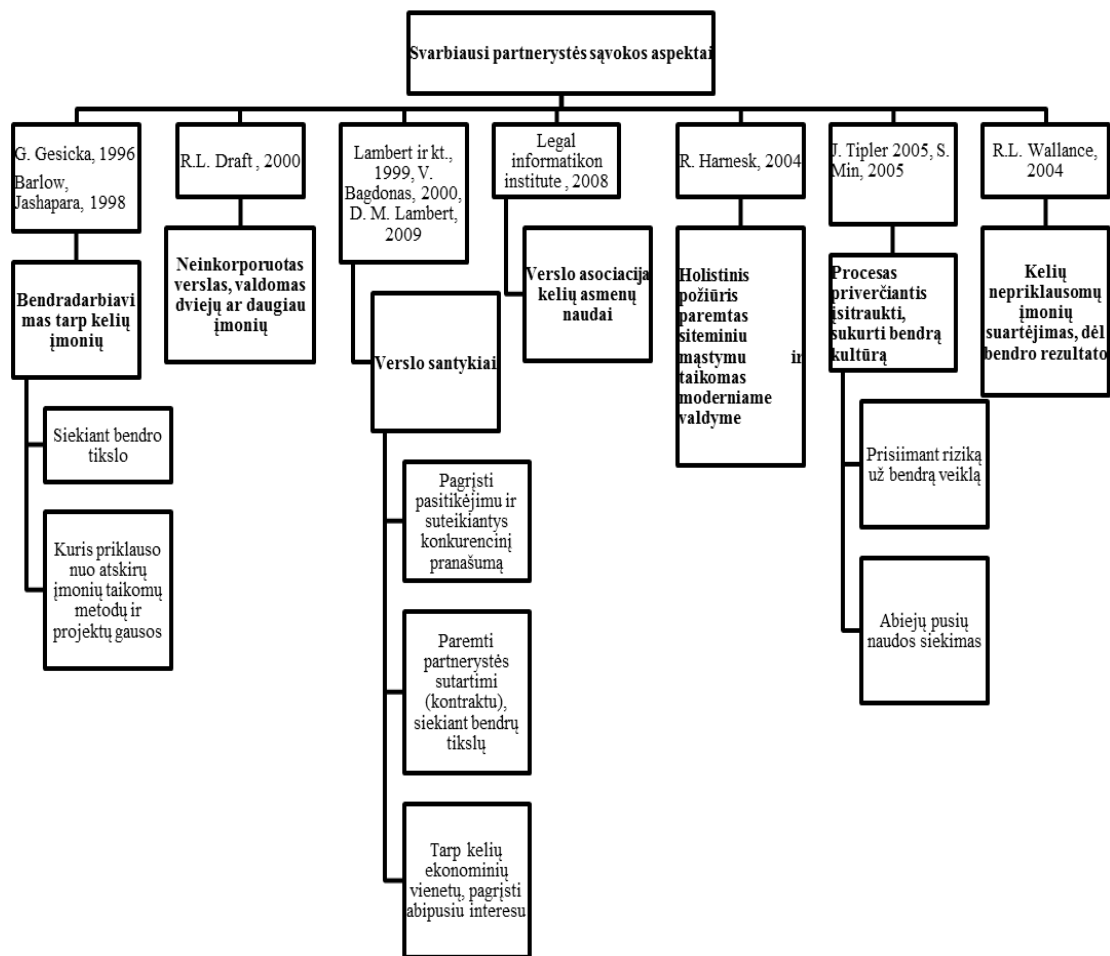 Svarbiausi partnerystės sąvokos aspektai
G. Gesicka, 1996
Barlow,
Jashapara, 1998
Bendradarbiavi
mas tarp kelių
įmonių
Siekiant bendro
tikslo
Kuris priklauso
nuo atskirų
įmonių taikomų
metodų ir
projektų gausos
R.L. Draft , 2000
Neinkorporuotas
verslas, valdomas
dviejų ar daugiau
įmonių
Lambert ir kt.,
1999, V.
Bagdonas, 2000,
D. M. Lambert,
2009
Verslo santykiai
Pagrįsti
pasitikėjimu ir
suteikiantys
konkurencinį
pranašumą
Paremti
partnerystės
sutartimi
(kontraktu),
siekiant bendrų
tikslų
Tarp kelių
ekonominių
vienetų, pagrįsti
abipusiu interesu
Legal
informatikon
institute , 2008
Verslo asociacija
kelių asmenų
naudai
R. Harnesk, 2004
Holistinis
požiūris
paremtas
siteminiu
mąstymu ir
taikomas
moderniame
valdyme
J. Tipler 2005, S.
Min, 2005
Procesas
priverčiantis
įsitraukti,
sukurti bendrą
kultūrą
Prisiimant riziką
už bendrą veiklą
Abiejų pusių
naudos siekimas
R.L. Wallance,
2004
Kelių
nepriklausomų
įmonių
suartėjimas, dėl
bendro rezultato